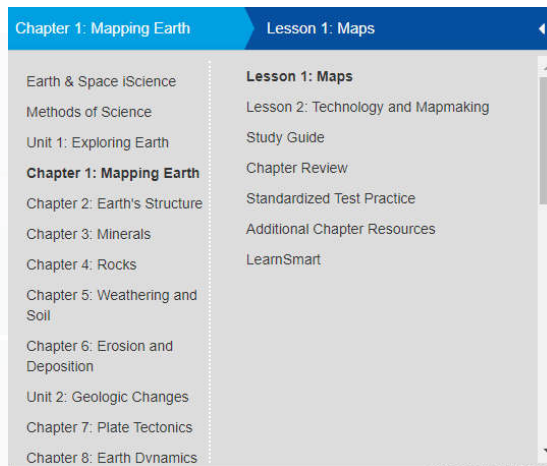 Chapter 1: Mapping Earth
Lesson 1: Maps
Earth & Space iScience
Methods of Science
Unit 1: Exploring Earth
Chapter 1: Mapping Earth
Chapter 2: Earth's Structure
Chapter 3: Minerals
Chapter 4: Rocks
Chapter 5: Weathering and
Soil
Chapter 6: Erosion and
Deposition
Unit 2: Geologic Changes
Chapter 7: Plate Tectonics
Chapter 8: Earth Dynamics
Lesson 1: Maps
Lesson 2: Technology and Mapmaking
Study Guide
Chapter Review
Standardized Test Practice
Additional Chapter Resources
LearnSmart